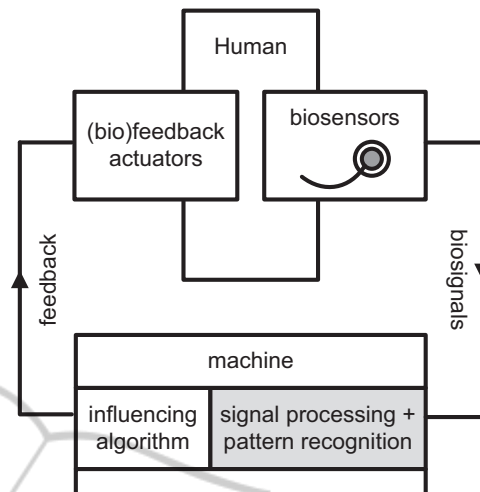 Human
(bio)feedback
actuators
biosensors
feedback
biosignals
machine
influencing
algorithm
signal processing +
pattern recognition